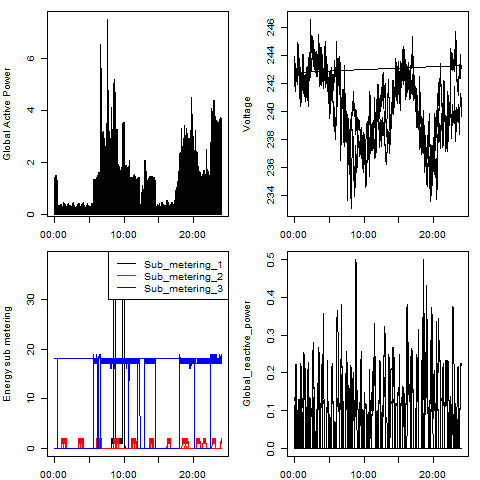 Global Active Power
6
4
2
0
00:00 10:00 20:00
Voltage
246
244
242
240
238
236
234
00:00 10:00 20:00
Energy sub metering
30
20
10
0
Sub_metering_1
Sub_metering_2
Sub_metering_3
00:00 10:00 20:00
Global_reactive_power
0.5
0.4
0.3
0.2
0.1
0.0
00:00 10:00 20:00